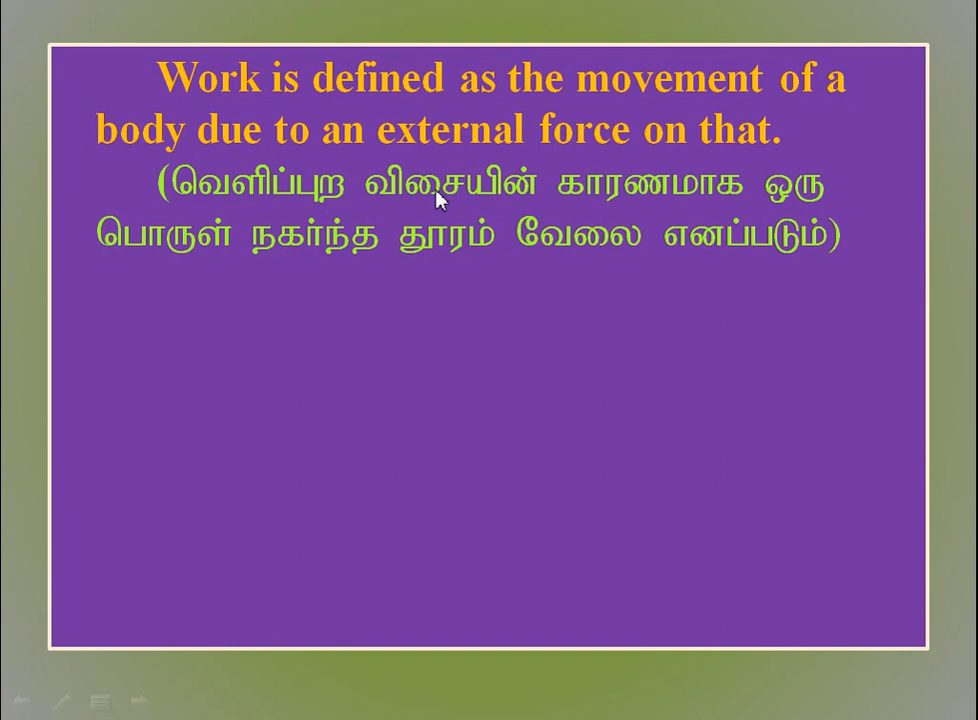 Work is defined as the movement of a
body due to an external force on that.
(வெளிப்புற விசையின் காரணமாக ஒரு
பொருள் நகர்ந்த தூரம் வேலை எனப்படும்)